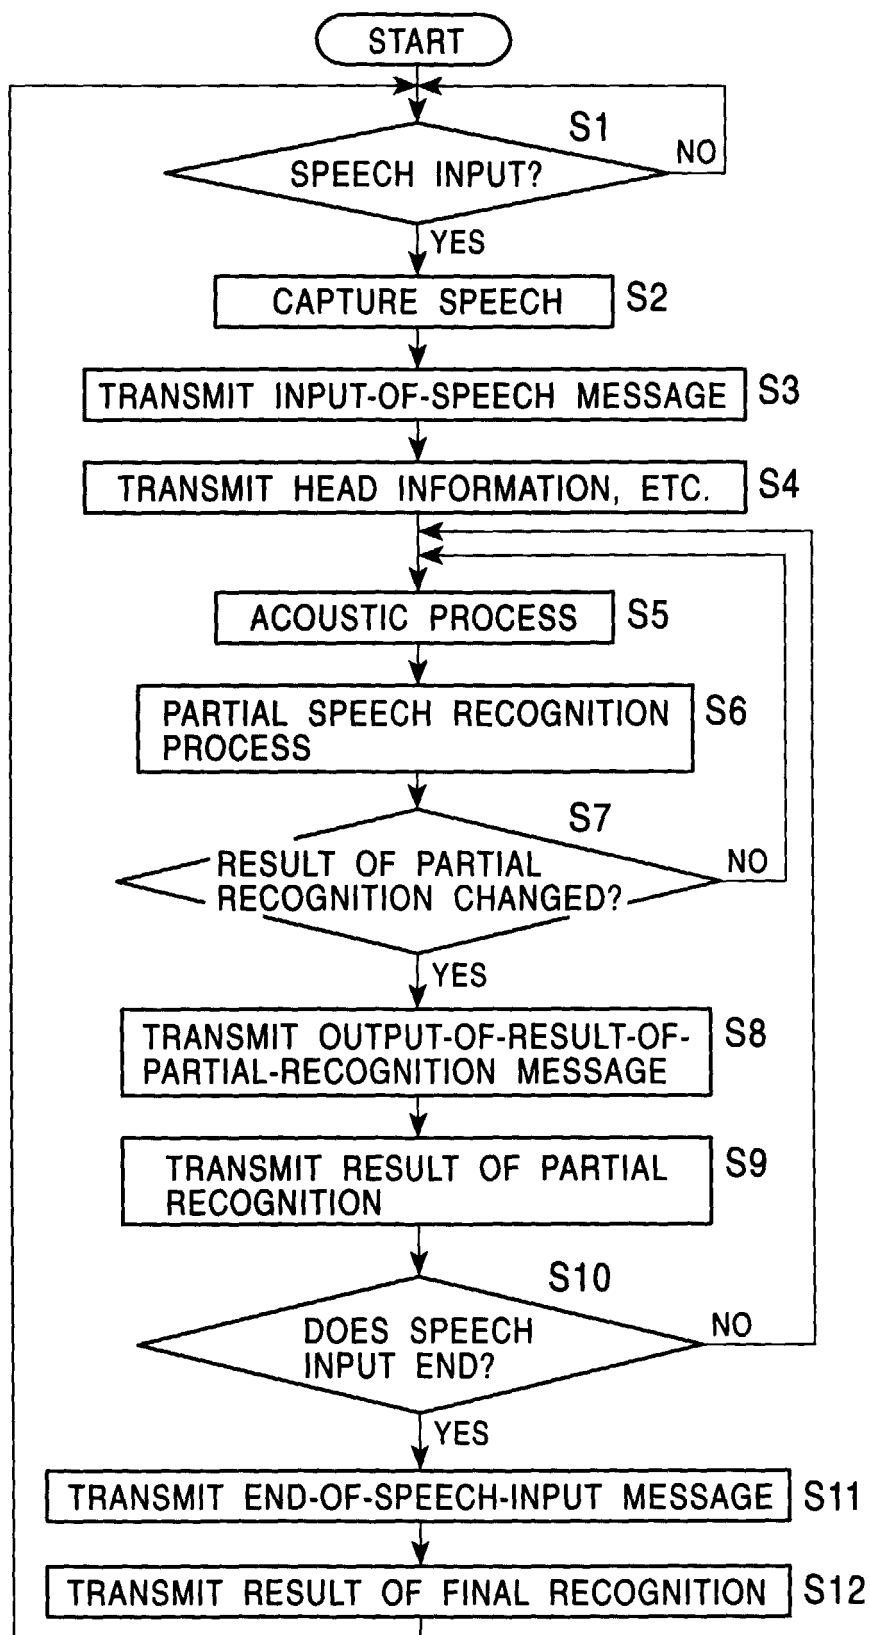 START
S1
SPEECH INPUT?
NO
YES
CAPTURE SPEECH
S2
TRANSMIT INPUT-OF-SPEECH MESSAGE
S3
TRANSMIT HEAD INFORMATION, ETC.
S4
ACOUSTIC PROCESS
S5
PARTIAL SPEECH RECOGNITION
PROCESS
S6
S7
RESULT OF PARTIAL
RECOGNITION CHANGED?
NO
YES
TRANSMIT OUTPUT-OF-RESULT-OF-
PARTIAL-RECOGNITION MESSAGE
S8
TRANSMIT RESULT OF PARTIAL
RECOGNITION
S9
S10
DOES SPEECH
INPUT END?
NO
YES
TRANSMIT END-OF-SPEECH-INPUT MESSAGE
S11
TRANSMIT RESULT OF FINAL RECOGNITION
S12